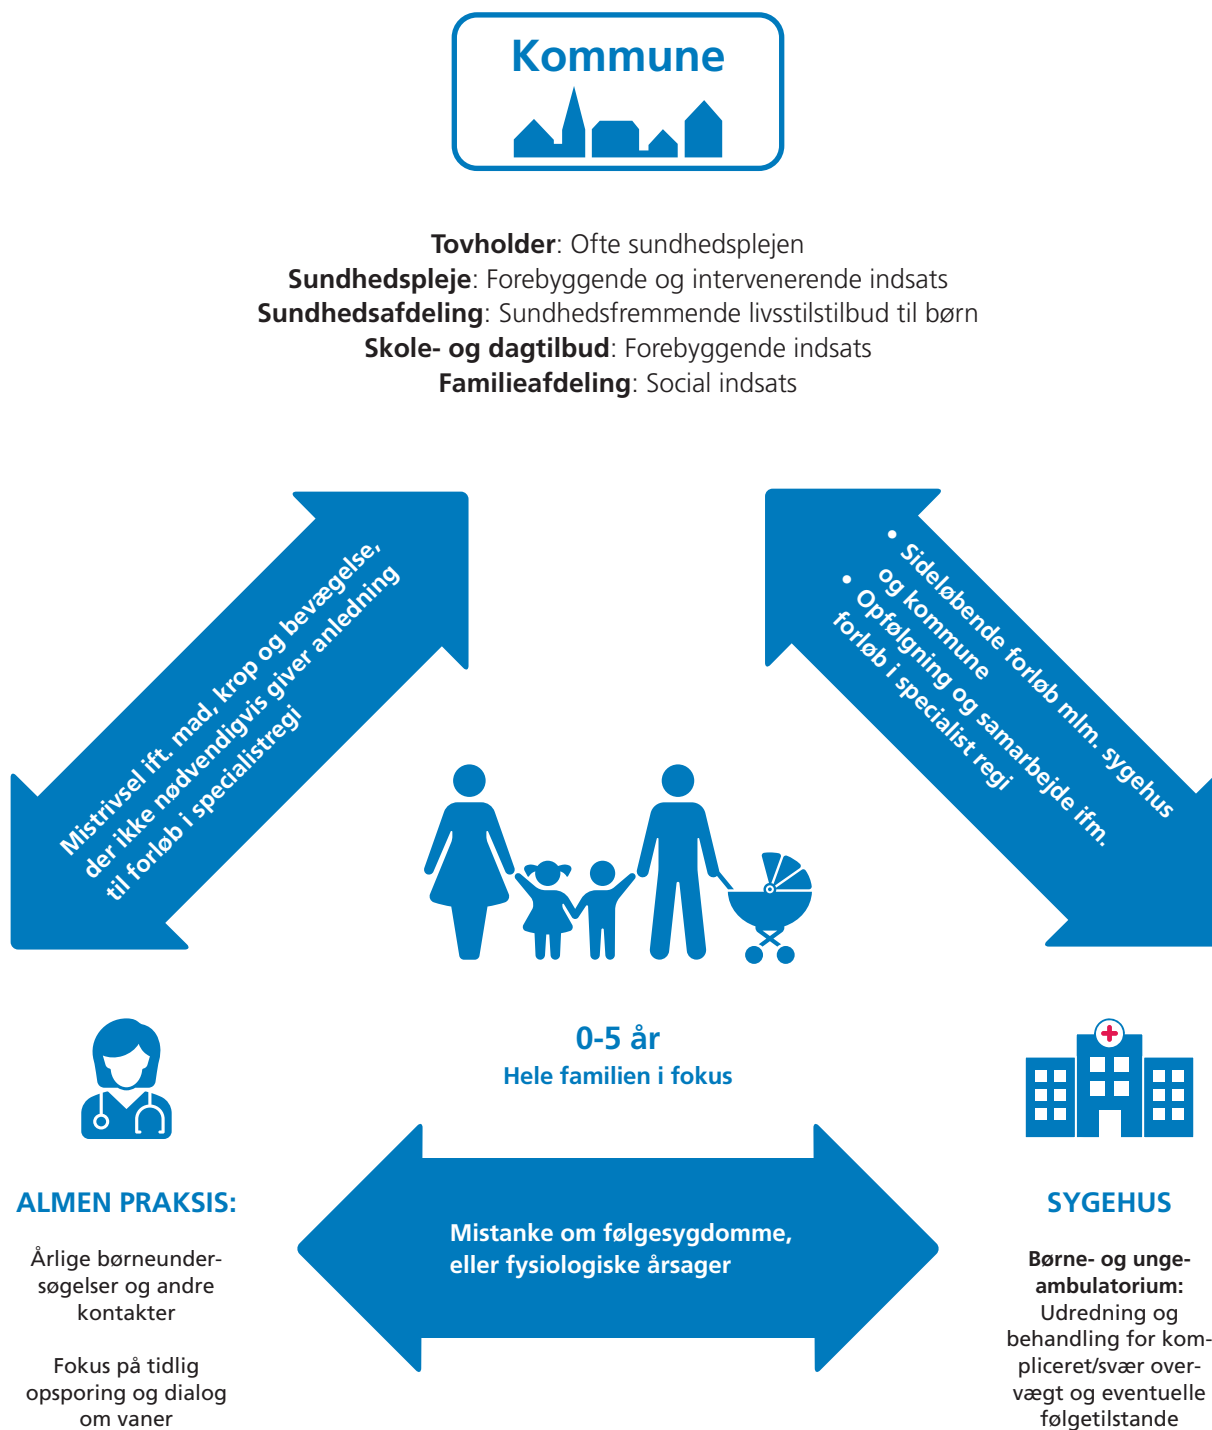 Kommune
Tovholder: Ofte sundhedsplejen
Sundhedspleje: Forebyggende og intervenerende indsats
Sundhedsafdeling: Sundhedsfremmende livsstilstilbud til børn
Skole- og dagtilbud: Forebyggende indsats
Familieafdeling: Social indsats
Mistrivsel ift. mad, krop og bevægelse,
der ikke nødvendigvis giver anledning
til forløb i specialistregi
• Sideløbende forløb mlm. sygehus
og kommune
• Opfølgning og samarbejde ifm.
forløb i specialist regi
0-5 år
Hele familien i fokus
ALMEN PRAKSIS:
Årlige børneunder-
søgelser og andre
kontakter
Fokus på tidlig
opsporing og dialog
om vaner
Mistanke om følgesygdomme,
eller fysiologiske årsager
SYGEHUS
Børne- og unge-
ambulatorium:
Udredning og
behandling for kom-
pliceret/svær over-
vægt og eventuelle
følgetilstande